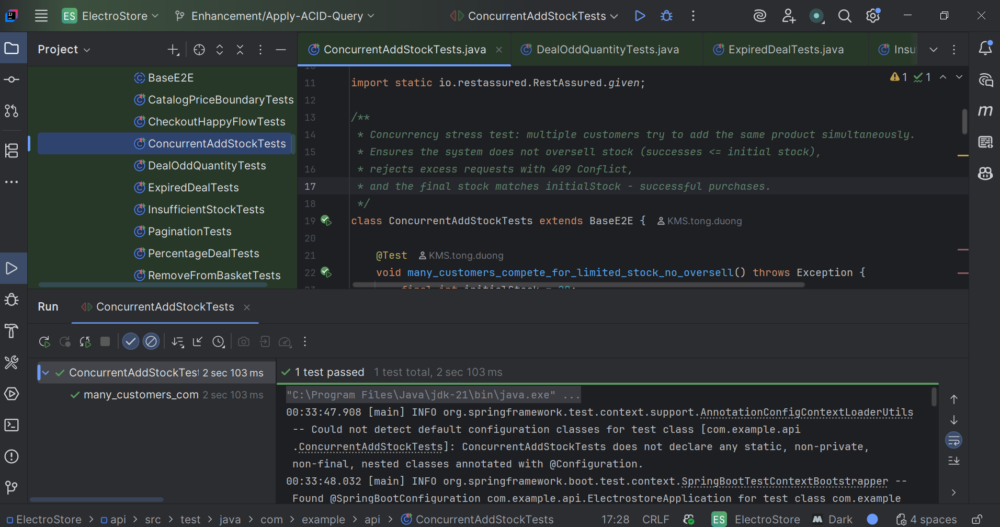 ES ElectroStore Enhancement/Apply-ACID-Query ConcurrentAddStockTests
Project
BaseE2E
CatalogPriceBoundaryTests
CheckoutHappyFlowTests
ConcurrentAddStockTests
DealOddQuantityTests
ExpiredDealTests
InsufficientStockTests
PaginationTests
PercentageDealTests
RemoveFromBasketTests
ConcurrentAddStockTests.java DealOddQuantityTests.java ExpiredDealTests.java Insu
1 1
11 import static io.restassured.RestAssured.given;
12
13 /**
14 * Concurrency stress test: multiple customers try to add the same product simultaneously.
15 * Ensures the system does not oversell stock (successes <= initial stock),
16 * rejects excess requests with 409 Conflict,
17 * and the final stock matches initialStock - successful purchases.
18 */
19 class ConcurrentAddStockTests extends BaseE2E { KMS.tong.duong
20
21 @Test KMS.tong.duong
22 void many_customers_compete_for_limited_stock_no_oversell() throws Exception {
Run ConcurrentAddStockTests
ConcurrentAddStockTest 2 sec 103 ms
many_customers_com 2 sec 103 ms
1 test passed 1 test total, 2 sec 103 ms
"C:\Program Files\Java\jdk-21\bin\java.exe" ...
00:33:47.908 [main] INFO org.springframework.test.context.support.AnnotationConfigContextLoaderUtils
-- Could not detect default configuration classes for test class [com.example.api
.ConcurrentAddStockTests]: ConcurrentAddStockTests does not declare any static, non-private,
non-final, nested classes annotated with @Configuration.
00:33:48.032 [main] INFO org.springframework.boot.test.context.SpringBootTestContextBootstrapper --
Found @SpringBootConfiguration com.example.api.ElectrostoreApplication for test class com.example
ElectroStore > api > src > test > java > com > example > api > ConcurrentAddStockTests 17:28 CRLF ES ElectroStore Dark 4 spaces